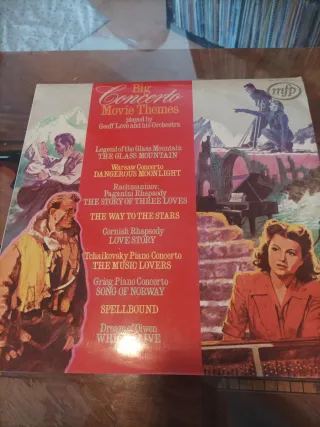 Big
Concerto
Movie Themes
played by
Geoff Love and his Orchestra
mfp
Legend of the Glass Mountain
THE GLASS MOUNTAIN
Warsaw Concerto
DANGEROUS MOONLIGHT
Rachmaninov:
Paganini Rhapsody
THE STORY OF THREE LOVES
THE WAY TO THE STARS
Cornish Rhapsody
LOVE STORY
Tchaikovsky Piano Concerto
THE MUSIC LOVERS
Grieg Piano Concerto
SONG OF NORWAY
SPELLBOUND
Dream of Olwen